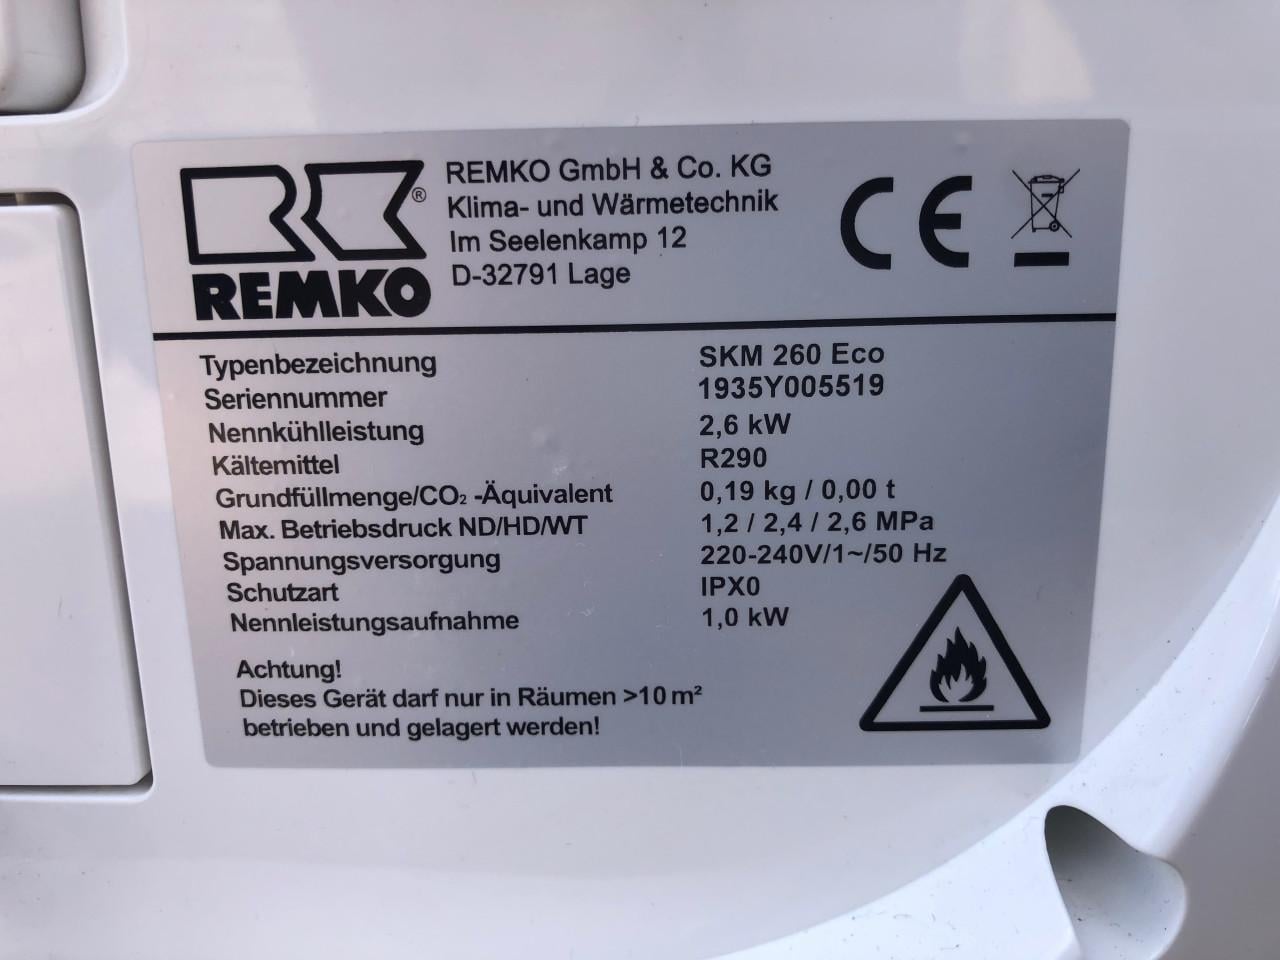 REMKO GmbH & Co. KG
Klima- und Wärmetechnik
Im Seelenkamp 12
D-32791 Lage
®
REMKO
CE
Typenbezeichnung SKM 260 Eco
Seriennummer 1935Y005519
Nennkühlleistung 2,6 kW
Kältemittel R290
Grundfüllmenge/CO₂ -Äquivalent 0,19 kg / 0,00 t
Max. Betriebsdruck ND/HD/WT 1,2 / 2,4 / 2,6 MPa
Spannungsversorgung 220-240V/1~/50 Hz
Schutzart IPX0
Nennleistungsaufnahme 1,0 kW
Achtung!
Dieses Gerät darf nur in Räumen >10 m²
betrieben und gelagert werden!